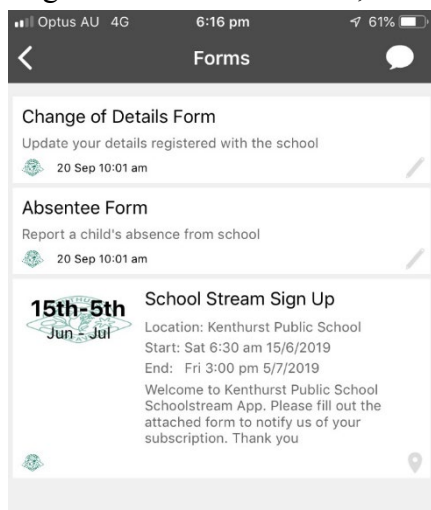 Optus AU 4G 6:16 pm 61%
Forms
Change of Details Form
Update your details registered with the school
20 Sep 10:01 am
Absentee Form
Report a child's absence from school
20 Sep 10:01 am
15th-5th
Jun - Jul
School Stream Sign Up
Location: Kenthurst Public School
Start: Sat 6:30 am 15/6/2019
End: Fri 3:00 pm 5/7/2019
Welcome to Kenthurst Public School
Schoolstream App. Please fill out the
attached form to notify us of your
subscription. Thank you